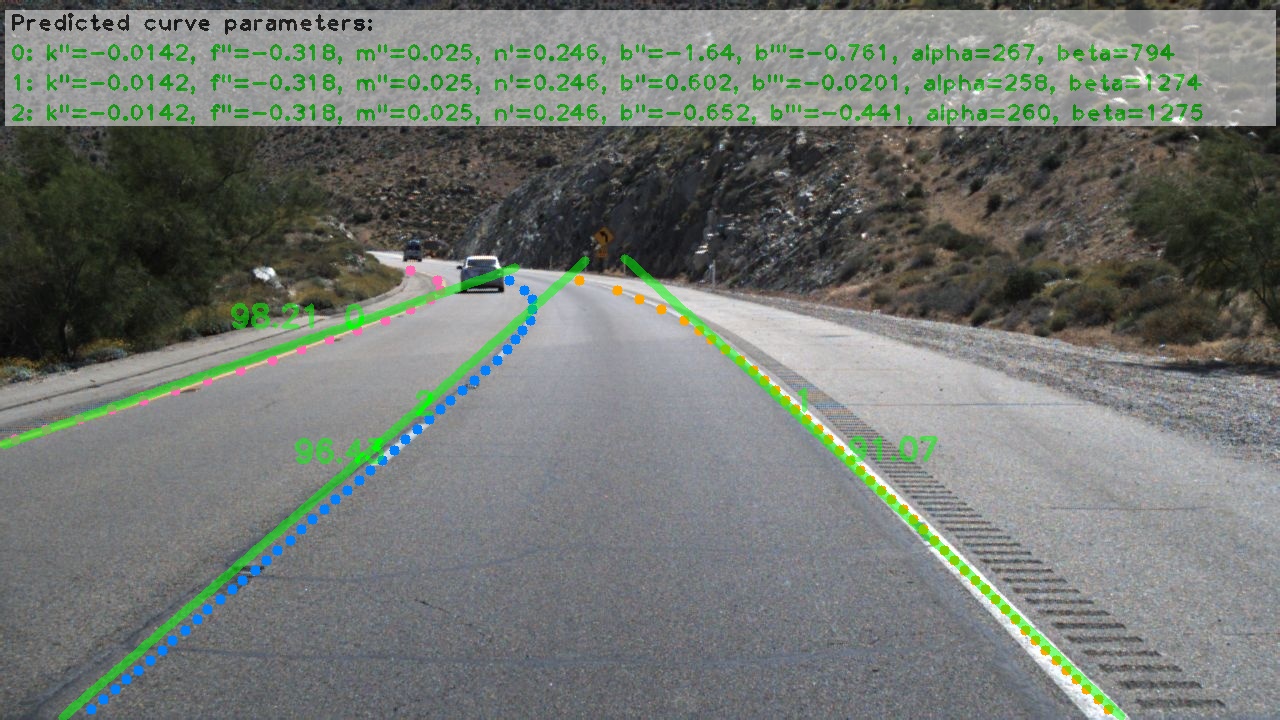 Predicted curve parameters:
0: k''=-0.0142, f''=-0.318, m''=0.025, n'=0.246, b''=-1.64, b'''=-0.761, alpha=267, beta=794
1: k''=-0.0142, f''=-0.318, m''=0.025, n'=0.246, b''=0.602, b'''=-0.0201, alpha=258, beta=1274
2: k''=-0.0142, f''=-0.318, m''=0.025, n'=0.246, b''=-0.652, b'''=-0.441, alpha=260, beta=1275
98.21 0
2
1
91.07